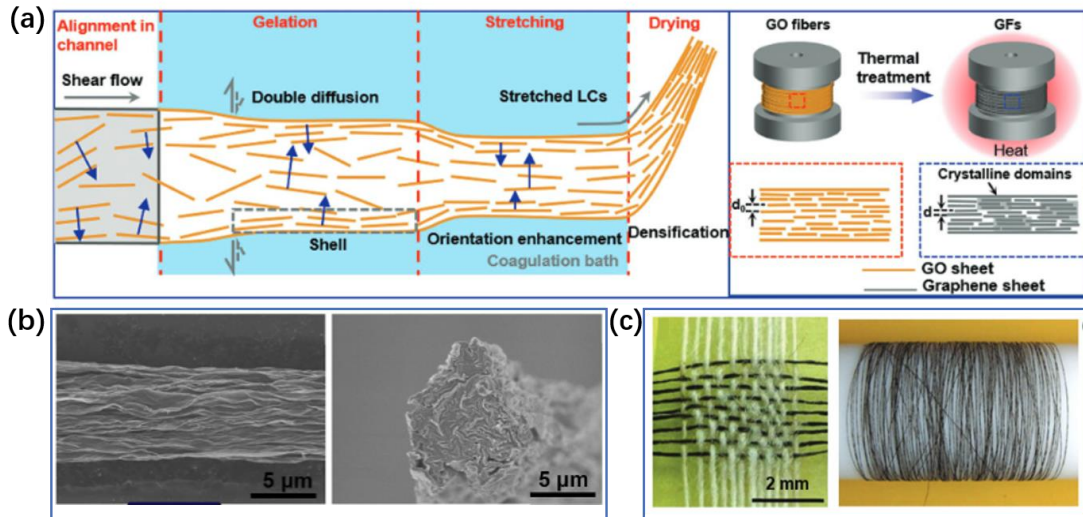 (a)
Alignment in
channel
Gelation
Stretching
Drying
Shear flow
Double diffusion
Stretched LCs
Shell
Orientation enhancement
Coagulation bath
Densification
GO fibers
GFs
Thermal
treatment
Heat
Crystalline domains
d₀
d
GO sheet
Graphene sheet
(b)
5 μm
5 μm
(c)
2 mm